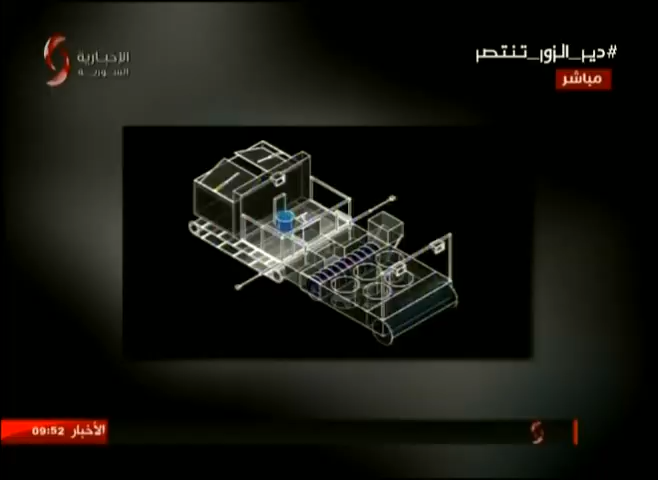 #دير_الزور_تنتصر
مباشر
الإخبارية
السورية
الأخبار 09:52